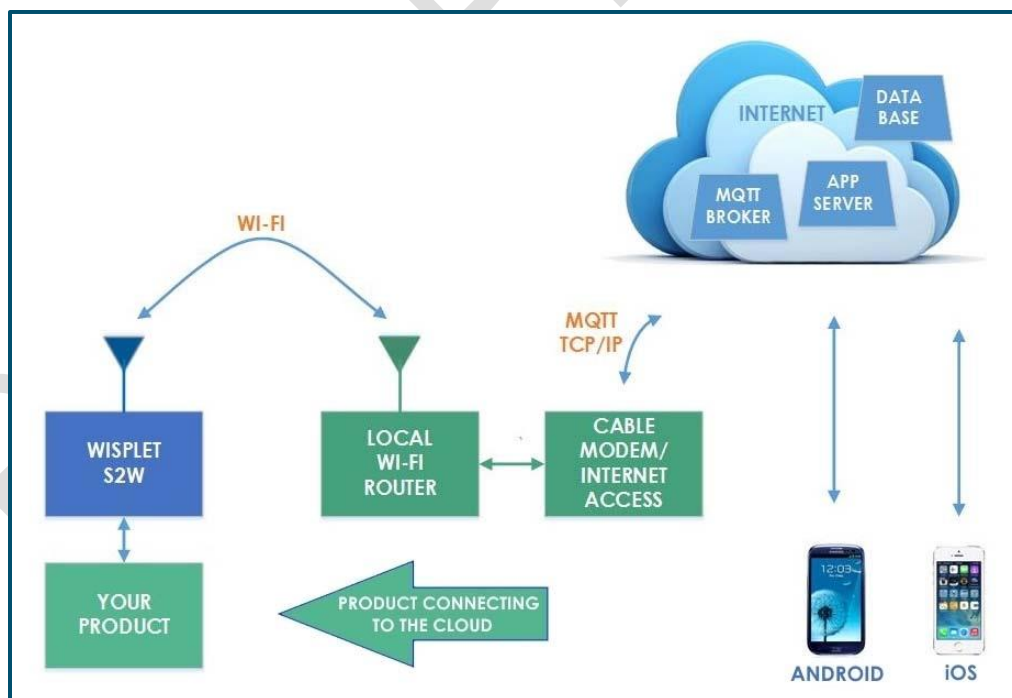 INTERNET
DATA
BASE
MQTT
BROKER
APP
SERVER
WI-FI
MQTT
TCP/IP
WISPLET
S2W
LOCAL
WI-FI
ROUTER
CABLE
MODEM/
INTERNET
ACCESS
YOUR
PRODUCT
PRODUCT CONNECTING
TO THE CLOUD
12:03
ANDROID
iOS